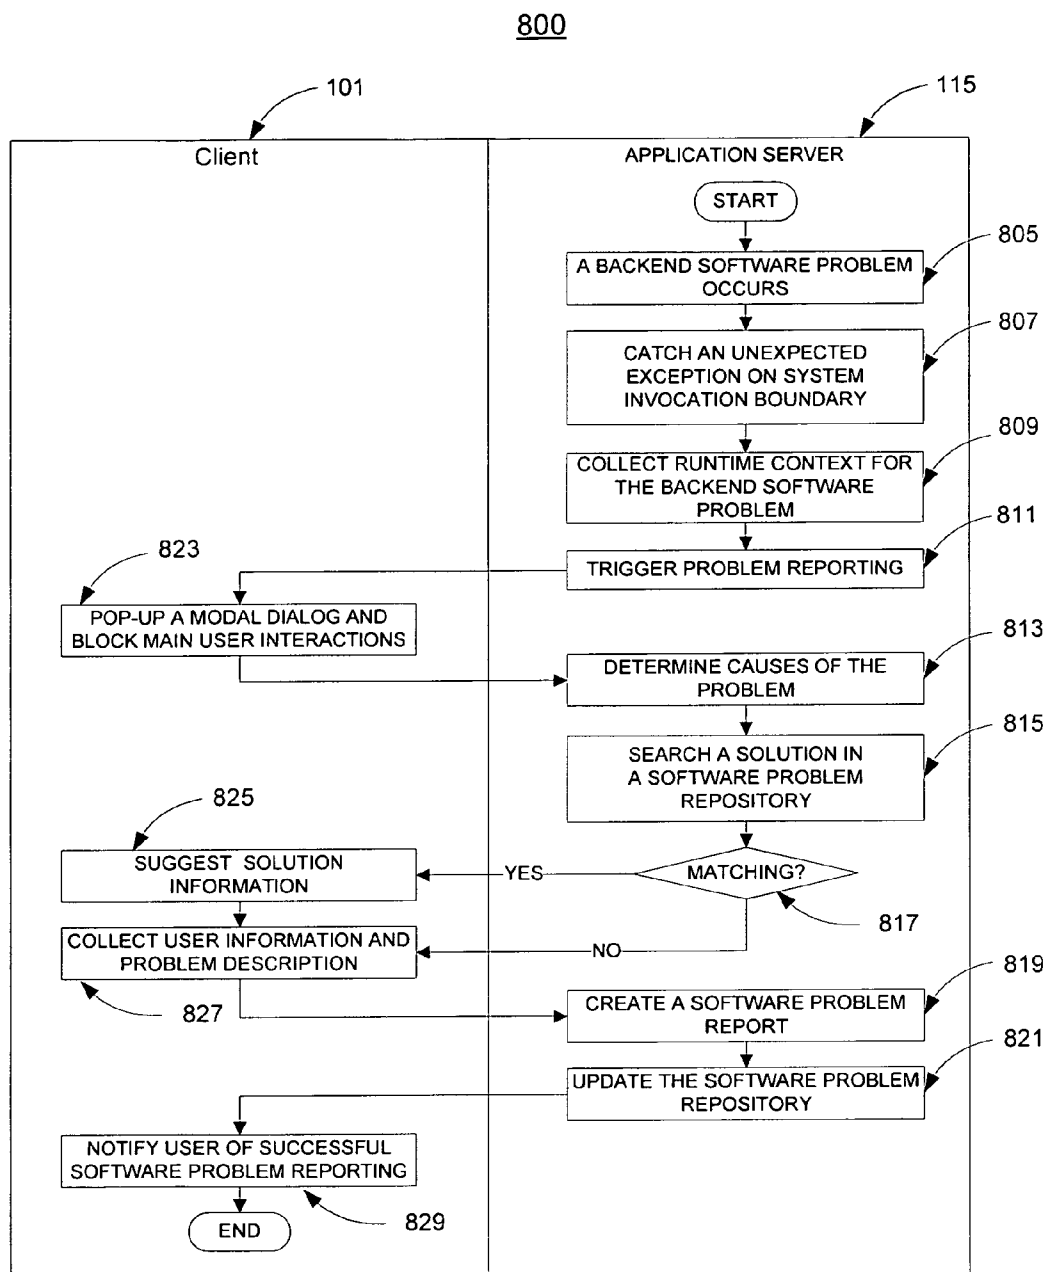 800
101
115
Client
APPLICATION SERVER
START
805
A BACKEND SOFTWARE PROBLEM
OCCURS
807
CATCH AN UNEXPECTED
EXCEPTION ON SYSTEM
INVOCATION BOUNDARY
809
COLLECT RUNTIME CONTEXT FOR
THE BACKEND SOFTWARE
PROBLEM
811
TRIGGER PROBLEM REPORTING
823
POP-UP A MODAL DIALOG AND
BLOCK MAIN USER INTERACTIONS
813
DETERMINE CAUSES OF THE
PROBLEM
815
SEARCH A SOLUTION IN
A SOFTWARE PROBLEM
REPOSITORY
825
SUGGEST SOLUTION
INFORMATION
YES
MATCHING?
817
COLLECT USER INFORMATION AND
PROBLEM DESCRIPTION
NO
827
819
CREATE A SOFTWARE PROBLEM
REPORT
821
UPDATE THE SOFTWARE PROBLEM
REPOSITORY
NOTIFY USER OF SUCCESSFUL
SOFTWARE PROBLEM REPORTING
829
END